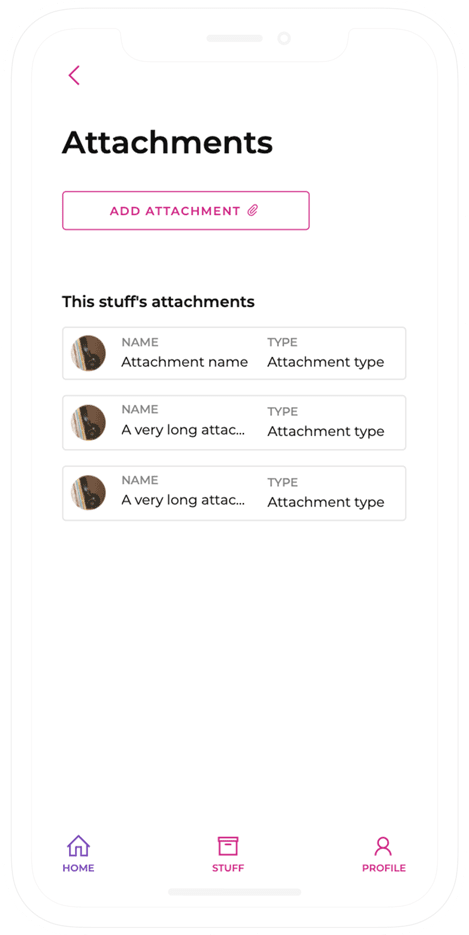 Attachments
ADD ATTACHMENT
This stuff's attachments
NAME TYPE
Attachment name Attachment type
NAME TYPE
A very long attac... Attachment type
NAME TYPE
A very long attac... Attachment type
HOME STUFF PROFILE